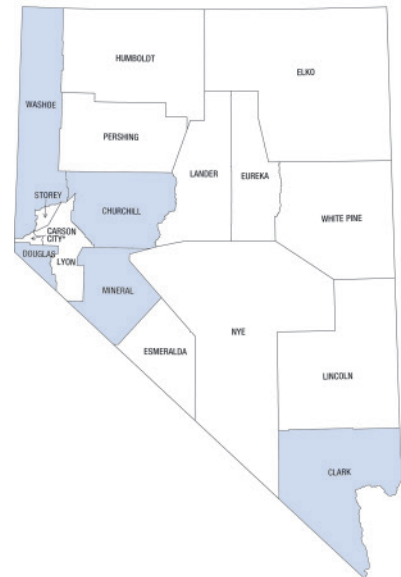 HUMBOLDT
ELKO
WASHOE
PERSHING
LANDER
EUREKA
STOREY
CHURCHILL
WHITE PINE
CARSON
CITY*
DOUGLAS
LYON
MINERAL
NYE
ESMERALDA
LINCOLN
CLARK